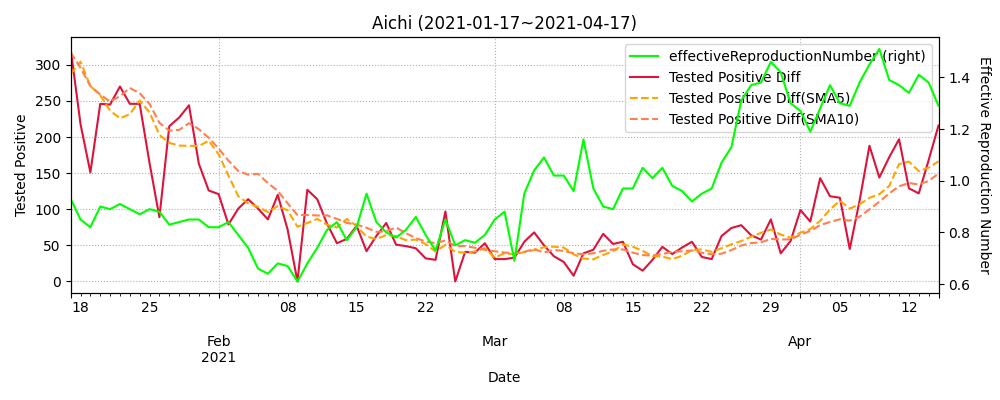 Aichi (2021-01-17~2021-04-17)
effectiveReproductionNumber (right)
Tested Positive Diff
Tested Positive Diff(SMA5)
Tested Positive Diff(SMA10)
Tested Positive
300
250
200
150
100
50
0
1.4
1.2
1.0
0.8
0.6
Effective Reproduction Number
18 25 08 15 22 08 15 22 29 05 12
Feb Mar Apr
2021
Date